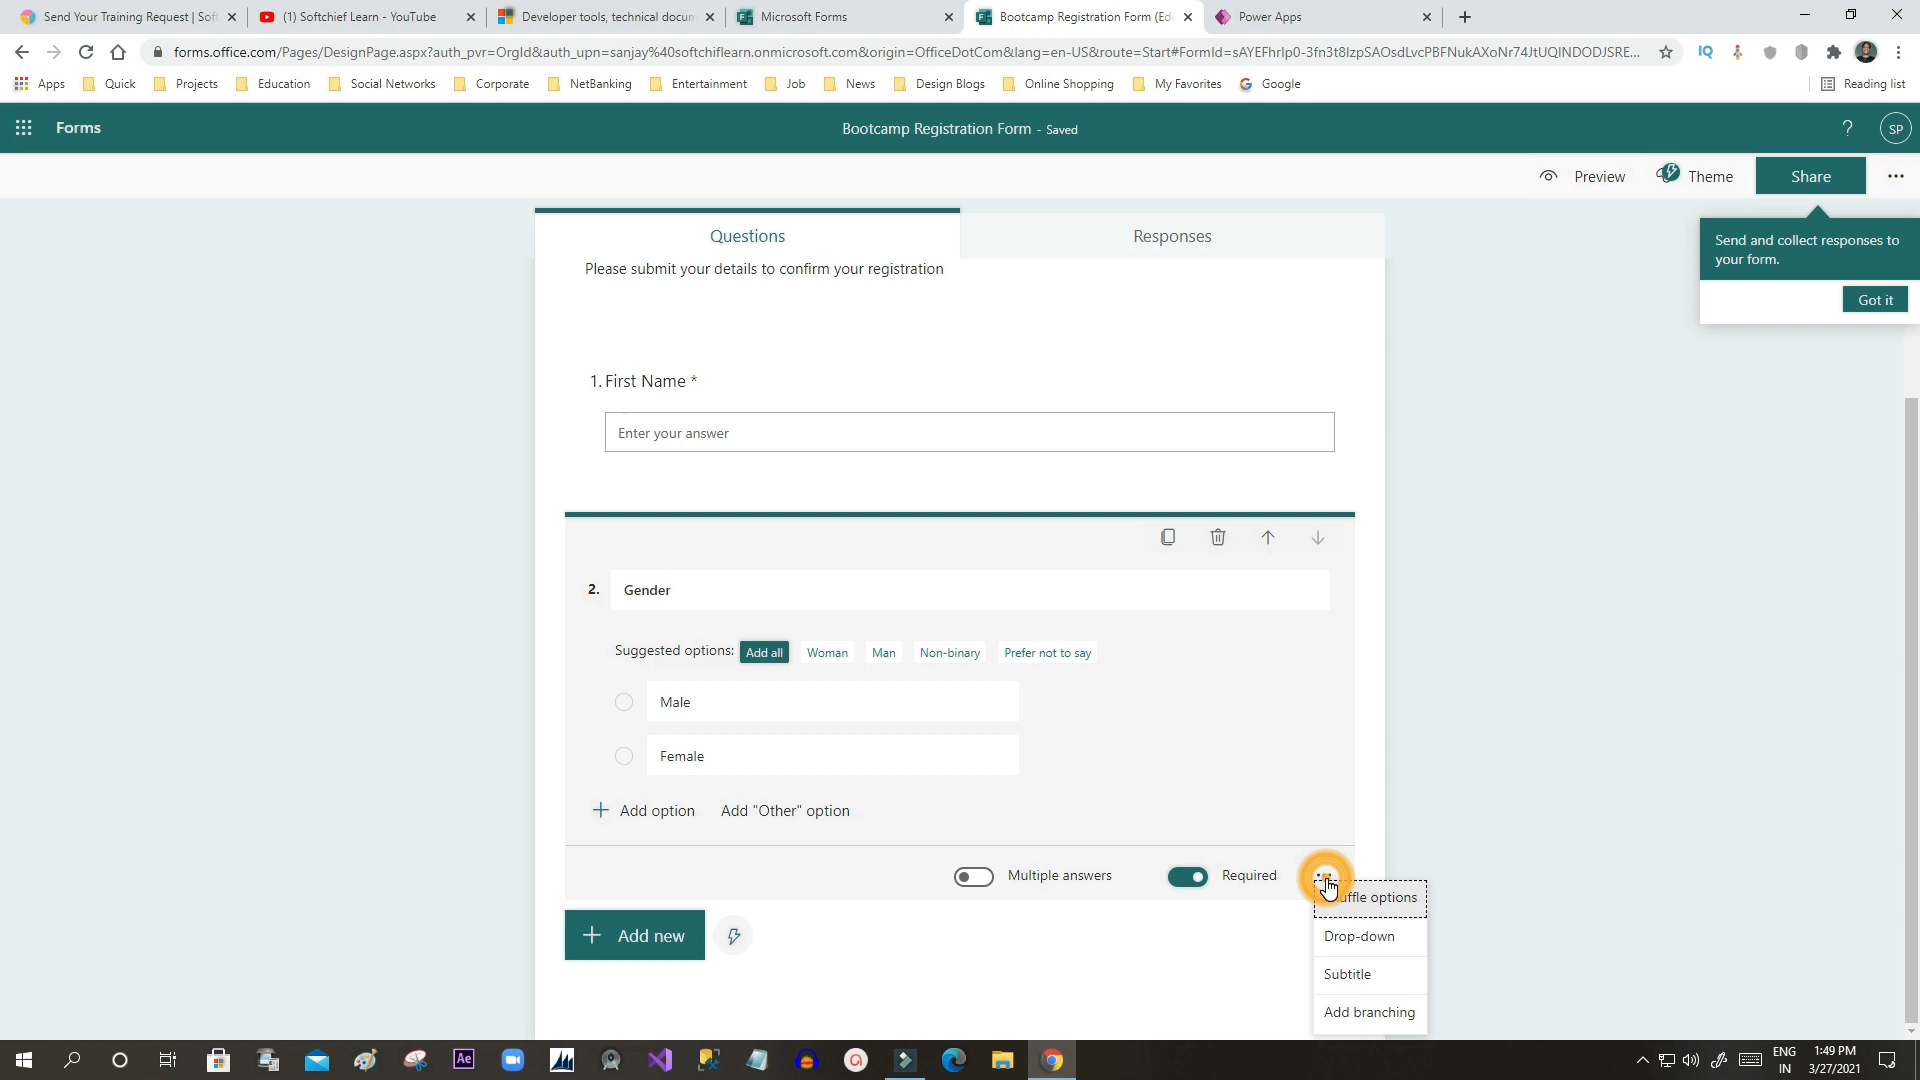 Send Your Training Request | Soft
(1) Softchief Learn - YouTube
Developer tools, technical docum
Microsoft Forms
Bootcamp Registration Form (Edi
Power Apps
forms.office.com/Pages/DesignPage.aspx?auth_pvr=OrgId&auth_upn=sanjay%40softchiflearn.onmicrosoft.com&origin=OfficeDotCom&lang=en-US&route=Start#FormId=sAYEFhrIp0-3fn3t8IzpSAOsdLvcPBFNukAXoNr74JtUQlNDODJSRE...
Apps Quick Projects Education Social Networks Corporate NetBanking Entertainment Job News Design Blogs Online Shopping My Favorites Google Reading list
Forms
Bootcamp Registration Form - Saved
? SP
Preview Theme Share ...
Send and collect responses to
your form.
Got it
Questions
Responses
Please submit your details to confirm your registration
1. First Name *
Enter your answer
2. Gender
Suggested options: Add all Woman Man Non-binary Prefer not to say
Male
Female
Add option Add "Other" option
Multiple answers Required
uffle options
Drop-down
Subtitle
Add branching
Add new
Ae
ENG
IN
1:49 PM
3/27/2021